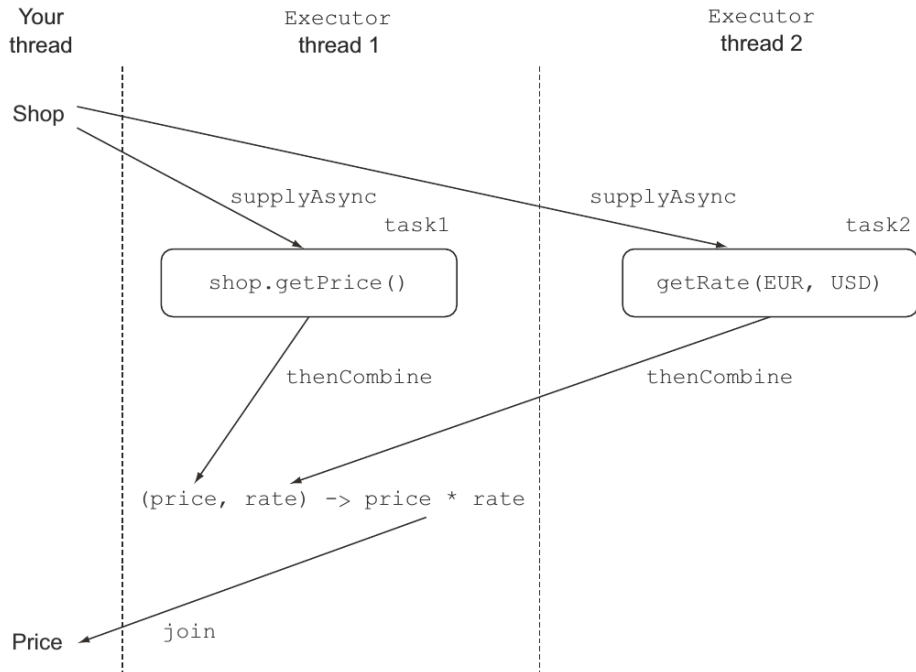 Your
thread
Executor
thread 1
Executor
thread 2
Shop
supplyAsync
supplyAsync
task1
task2
shop.getPrice()
getRate(EUR, USD)
thenCombine
thenCombine
(price, rate) -> price * rate
Price
join